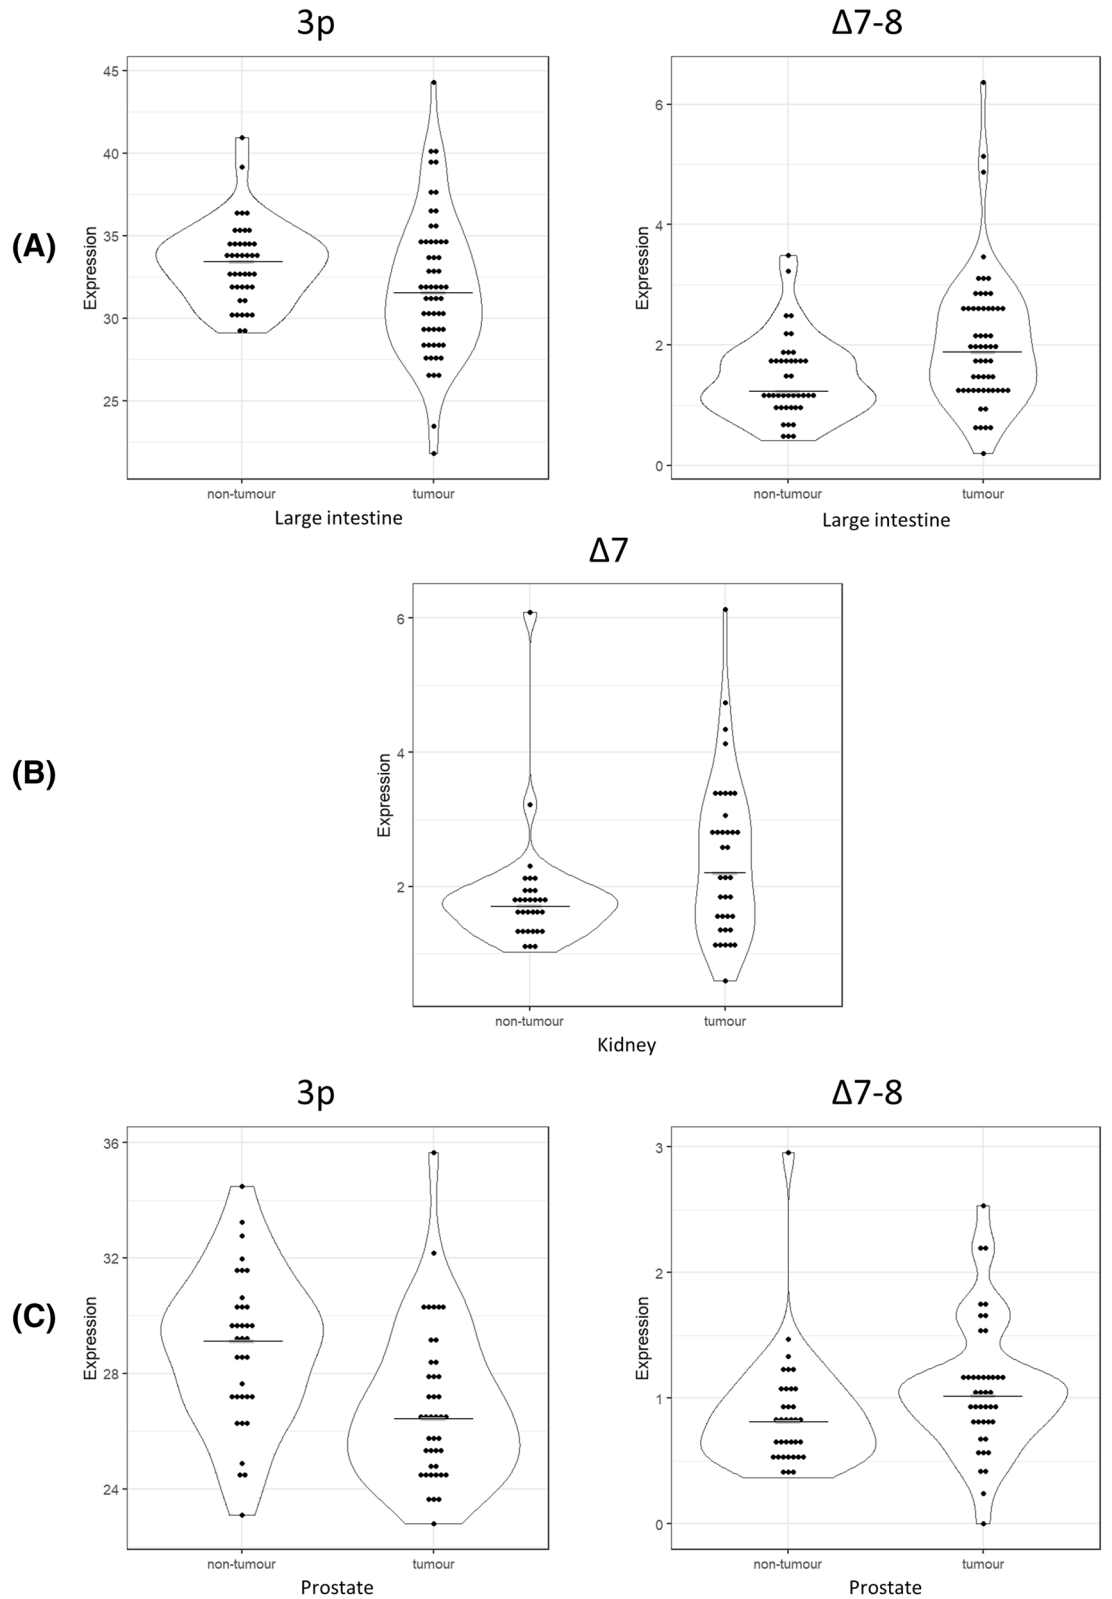 3p
Δ7-8
(A)
Expression
45
40
35
30
25
non-tumour
tumour
Large intestine
Expression
6
4
2
0
non-tumour
tumour
Large intestine
Δ7
(B)
Expression
6
4
2
non-tumour
tumour
Kidney
3p
Δ7-8
(C)
Expression
36
32
28
24
non-tumour
tumour
Prostate
Expression
3
2
1
0
non-tumour
tumour
Prostate